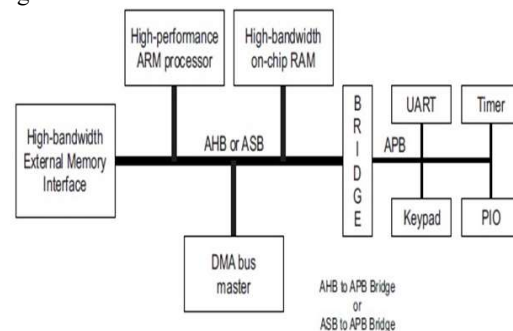 High-performance
ARM processor
High-bandwidth
on-chip RAM
High-bandwidth
External Memory
Interface
AHB or ASB
B
R
I
D
G
E
APB
UART
Timer
Keypad
PIO
DMA bus
master
AHB to APB Bridge
or
ASB to APB Bridge